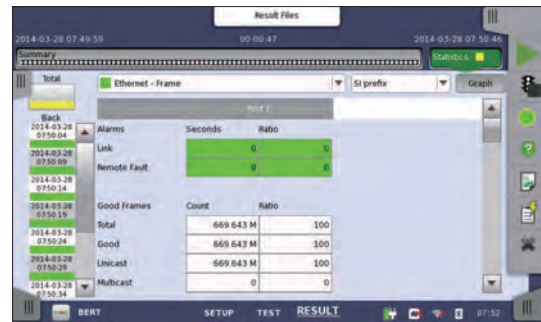 Result Files
2014-03-28 07:49:59 00:00:47 2014-03-28 07:50:46
Summary Statistics
Total Ethernet - Frame SI prefix Graph
Port 1
Back
2014-03-28 07:50:04
2014-03-28 07:50:09
2014-03-28 07:50:14
2014-03-28 07:50:19
2014-03-28 07:50:24
2014-03-28 07:50:29
2014-03-28 07:50:34
Alarms Seconds Ratio
Link 0 0
Remote Fault 0 0
Good Frames Count Ratio
Total 669.643 M 100
Good 669.643 M 100
Unicast 669.643 M 100
Multicast 0 0
BERT SETUP TEST RESULT 07:52